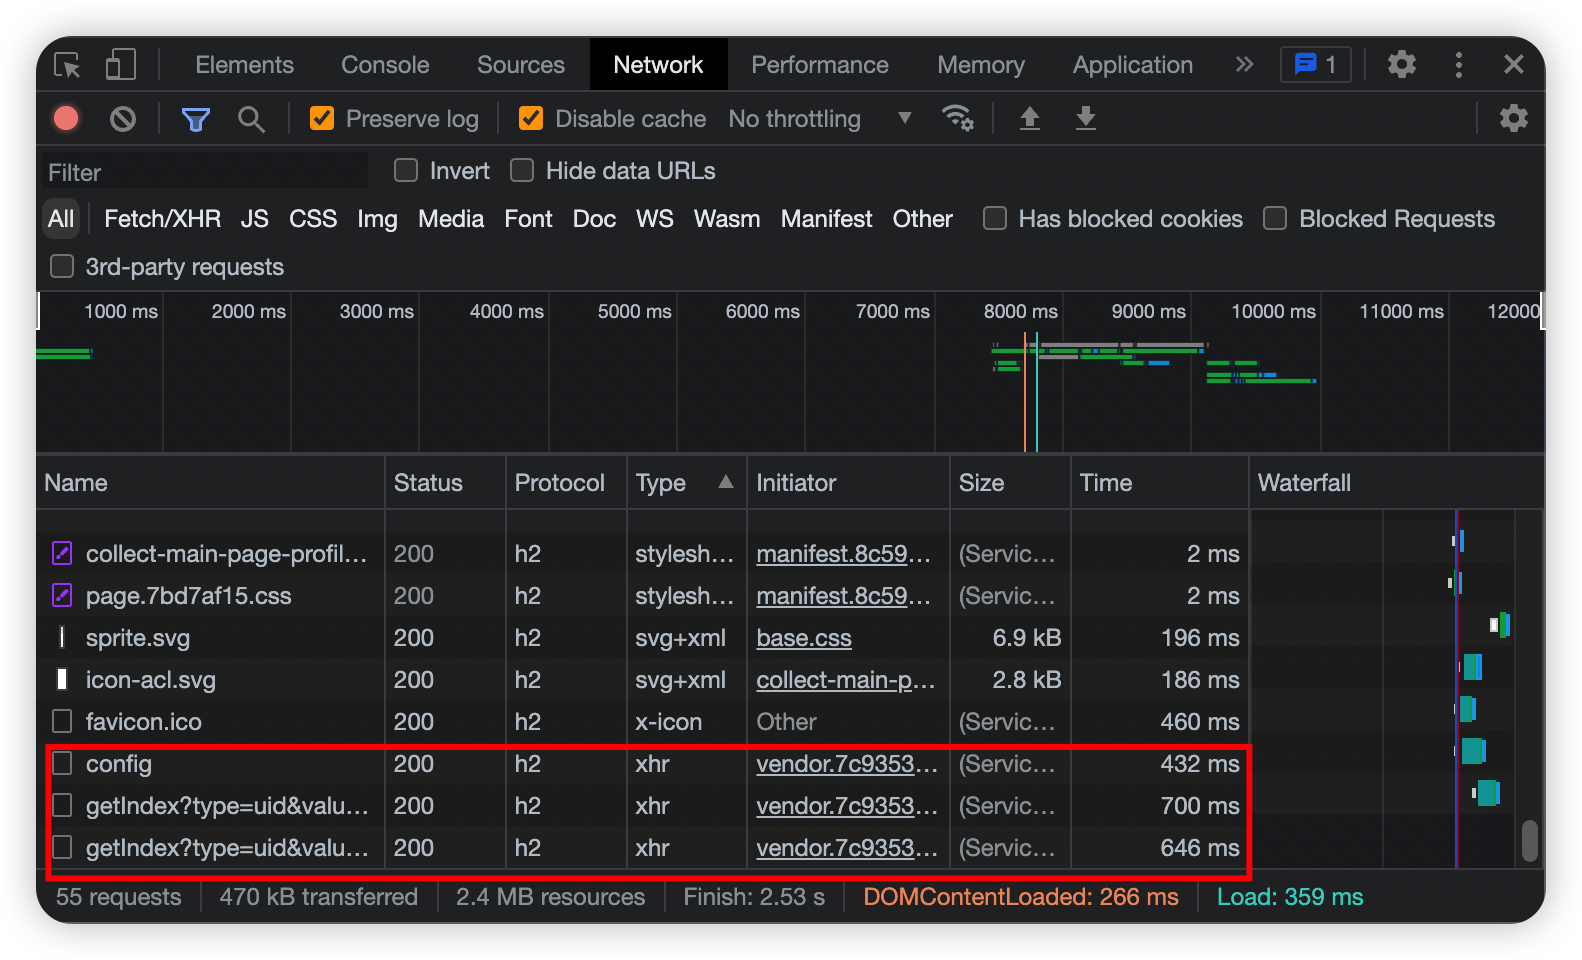 Elements Console Sources Network Performance Memory Application » 1
Preserve log Disable cache No throttling
Filter Invert Hide data URLs
All Fetch/XHR JS CSS Img Media Font Doc WS Wasm Manifest Other Has blocked cookies Blocked Requests
3rd-party requests
1000 ms 2000 ms 3000 ms 4000 ms 5000 ms 6000 ms 7000 ms 8000 ms 9000 ms 10000 ms 11000 ms 12000
Name Status Protocol Type Initiator Size Time Waterfall
collect-main-page-profil… 200 h2 stylesh… manifest.8c59… (Servic… 2 ms
page.7bd7af15.css 200 h2 stylesh… manifest.8c59… (Servic… 2 ms
sprite.svg 200 h2 svg+xml base.css 6.9 kB 196 ms
icon-acl.svg 200 h2 svg+xml collect-main-p… 2.8 kB 186 ms
favicon.ico 200 h2 x-icon Other (Servic… 460 ms
config 200 h2 xhr vendor.7c9353… (Servic… 432 ms
getIndex?type=uid&valu… 200 h2 xhr vendor.7c9353… (Servic… 700 ms
getIndex?type=uid&valu… 200 h2 xhr vendor.7c9353… (Servic… 646 ms
55 requests 470 kB transferred 2.4 MB resources Finish: 2.53 s DOMContentLoaded: 266 ms Load: 359 ms